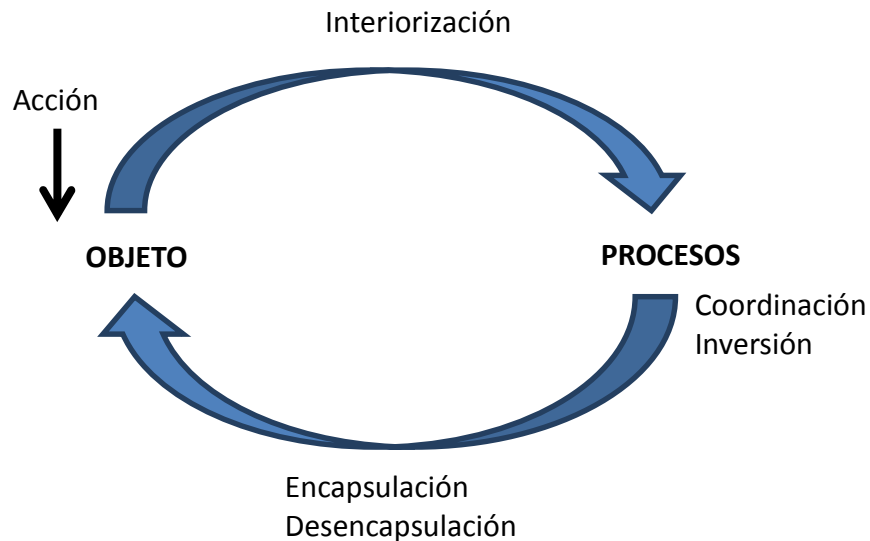 Interiorización
Acción
OBJETO
PROCESOS
Coordinación
Inversión
Encapsulación
Desencapsulación